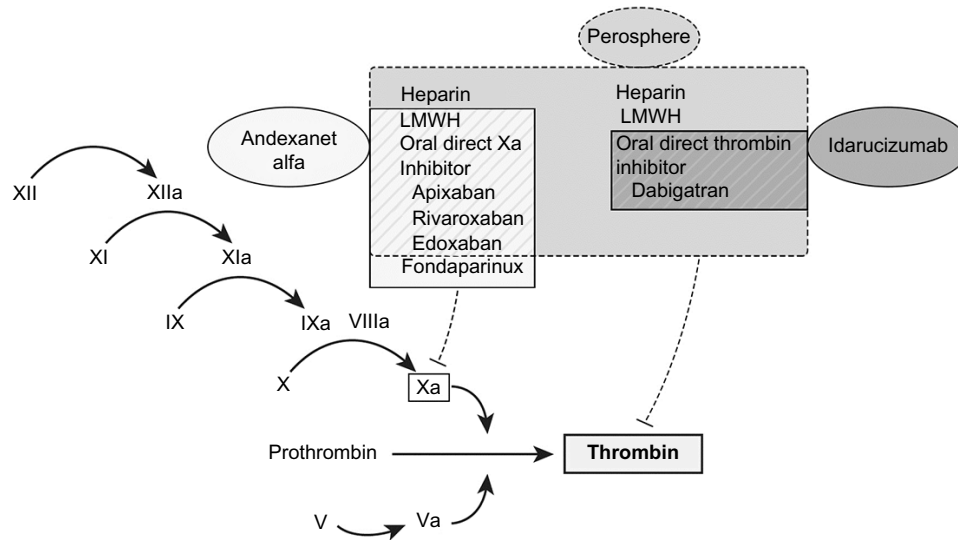 Perosphere
Heparin
LMWH
Oral direct Xa
Inhibitor
Apixaban
Rivaroxaban
Edoxaban
Fondaparinux
Heparin
LMWH
Oral direct thrombin
inhibitor
Dabigatran
Andexanet
alfa
Idarucizumab
XII
XIIa
XI
XIa
IX
IXa
VIIIa
X
Xa
Prothrombin
Thrombin
V
Va